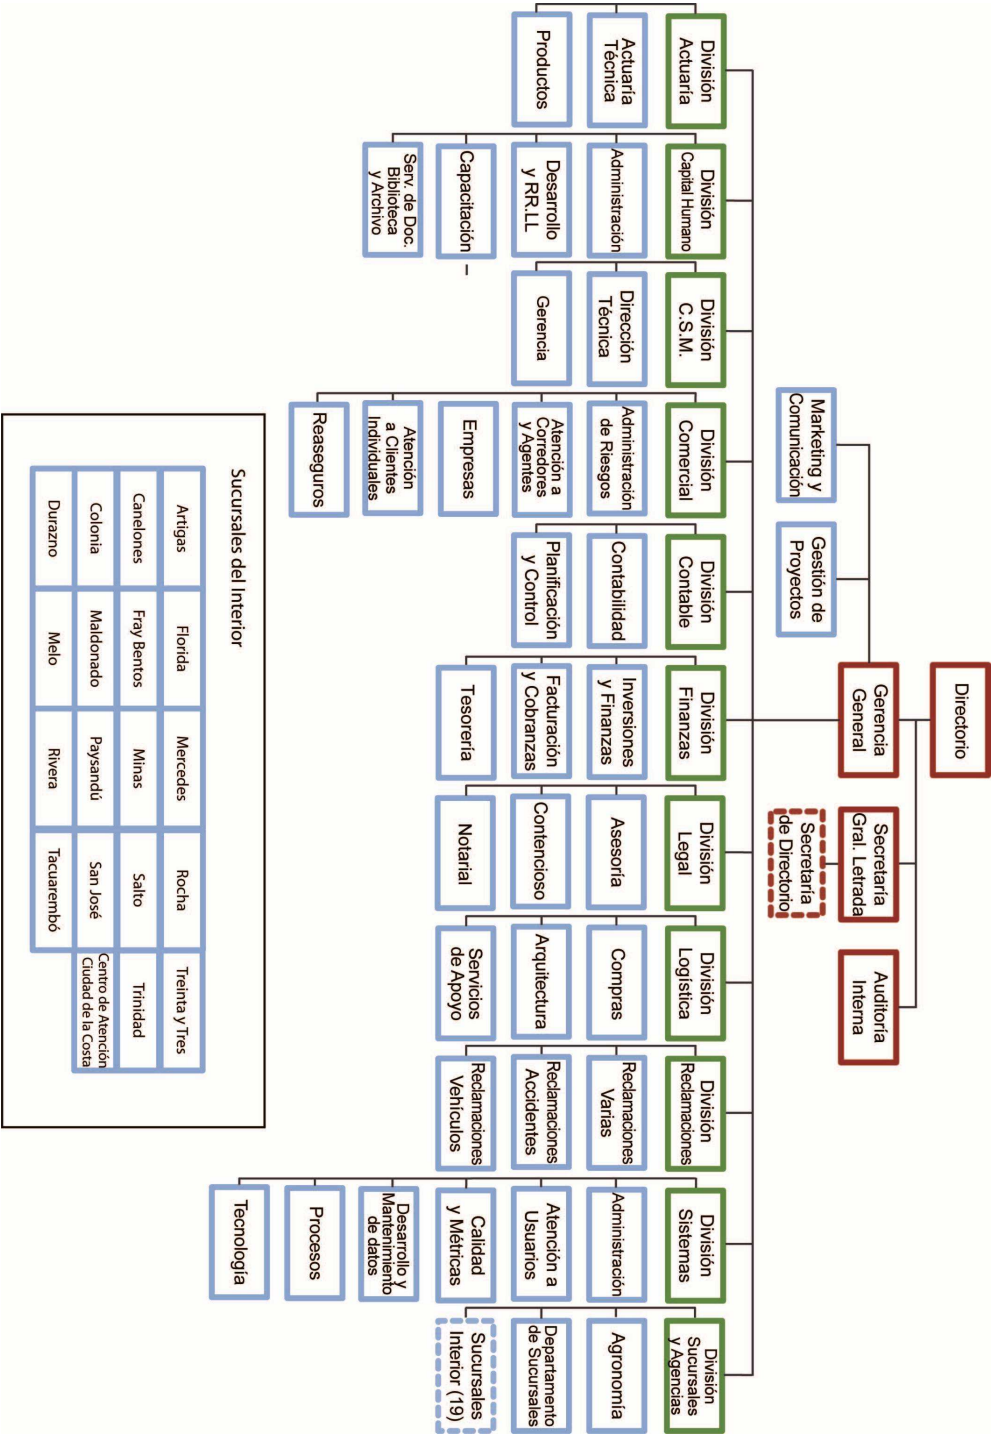 Directorio
Gerencia
General
Secretaría
Gral. Letrada
Auditoría
Interna
Secretaría
de Directorio
Marketing y
Comunicación
Gestión de
Proyectos
División
Actuaría
Actuaría
Técnica
Productos
División
Capital Humano
Administración
Desarrollo
y RR.LL
Capacitación
Serv. de Doc.
Biblioteca
y Archivo
División
C.S.M.
Dirección
Técnica
Gerencia
División
Comercial
Administración
de Riesgos
Atención a
Corredores
y Agentes
Empresas
Atención
a Clientes
Individuales
Reaseguros
División
Contable
Contabilidad
Planificación
y Control
División
Finanzas
Inversiones
y Finanzas
Facturación
y Cobranzas
Tesorería
División
Legal
Asesoría
Contencioso
Notarial
División
Logística
Compras
Arquitectura
Servicios
de Apoyo
División
Reclamaciones
Reclamaciones
Varias
Reclamaciones
Accidentes
Reclamaciones
Vehículos
División
Sistemas
Administración
Atención a
Usuarios
Calidad
y Métricas
Desarrollo y
Mantenimiento
de datos
Procesos
Tecnología
División
Sucursales
y Agencias
Agronomía
Departamento
de Sucursales
Sucursales
Interior (19)
Sucursales del Interior
Artigas Florida Mercedes Rocha Treinta y Tres
Canelones Fray Bentos Minas Salto Trinidad
Colonia Maldonado Paysandú San José Centro de Atención
Ciudad de la Costa
Durazno Melo Rivera Tacuarembó